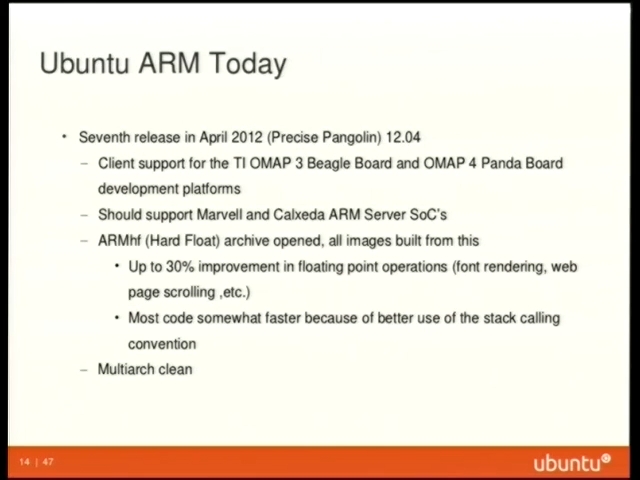 Ubuntu ARM Today
• Seventh release in April 2012 (Precise Pangolin) 12.04
– Client support for the TI OMAP 3 Beagle Board and OMAP 4 Panda Board
development platforms
– Should support Marvell and Calxeda ARM Server SoC's
– ARMhf (Hard Float) archive opened, all images built from this
• Up to 30% improvement in floating point operations (font rendering, web
page scrolling ,etc.)
• Most code somewhat faster because of better use of the stack calling
convention
– Multiarch clean
14 | 47
ubuntu